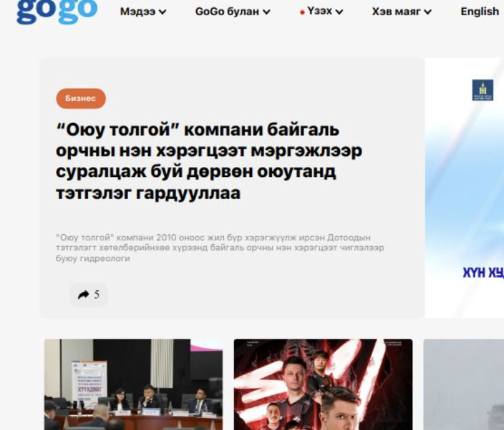 gogo
Мэдээ
GoGo булан
Үзэх
Хэв маяг
English
Бизнес
“Оюу толгой” компани байгаль
орчны нэн хэрэгцээт мэргэжлээр
суралцаж буй дөрвөн оюутанд
тэтгэлэг гардууллаа
"Оюу толгой" компани 2010 оноос жил бүр хэрэгжүүлж ирсэн Дотоодын
тэтгэлэгт хөтөлбөрийнхөө хүрээнд байгаль орчны нэн хэрэгцээт чиглэлээр
буюу гидреологи
5
ХҮН ХУД